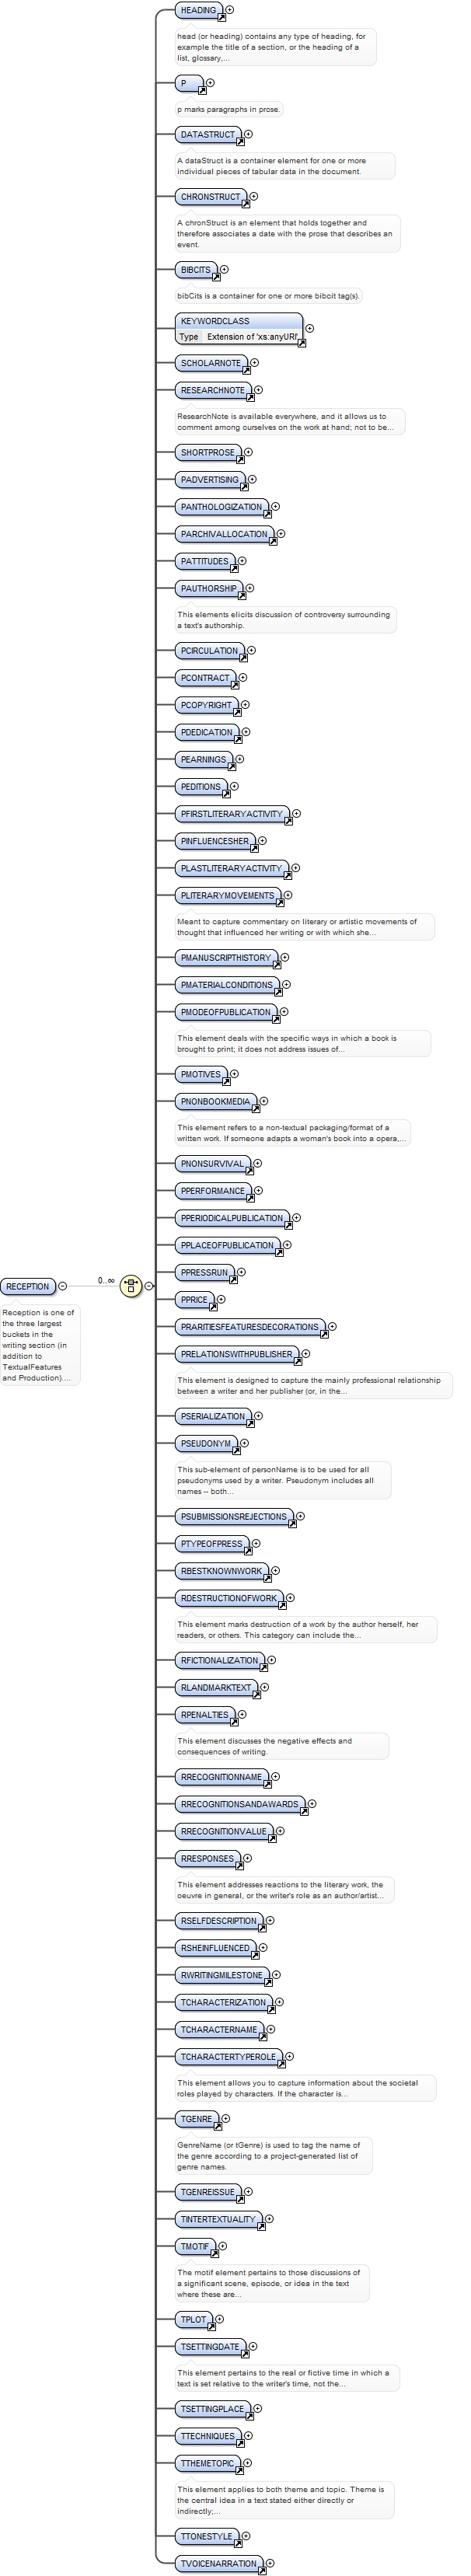 HEADING
head (or heading) contains any type of heading, for
example the title of a section, or the heading of a
list, glossary,...
P
p marks paragraphs in prose.
DATASTRUCT
A dataStruct is a container element for one or more
individual pieces of tabular data in the document.
CHRONSTRUCT
A chronStruct is an element that holds together and
therefore associates a date with the prose that describes an
event.
BIBCITS
bibCits is a container for one or more bibcit tag(s).
KEYWORDCLASS
Type Extension of 'xs:anyURI'
SCHOLARNOTE
RESEARCHNOTE
ResearchNote is available everywhere, and it allows us to
comment among ourselves on the work at hand; not to be...
SHORTPROSE
PADVERTISING
PANTHOLOGIZATION
PARCHIVALLOCATION
PATTITUDES
PAUTHORSHIP
This elements elicits discussion of controversy surrounding
a text's authorship.
PCIRCULATION
PCONTRACT
PCOPYRIGHT
PDEDICATION
PEARNINGS
PEDITIONS
PFIRSTLITERARYACTIVITY
PINFLUENCESHER
PLASTLITERARYACTIVITY
PLITERARYMOVEMENTS
Meant to capture commentary on literary or artistic movements of
thought that influenced her writing or with which she...
PMANUSCRIPTHISTORY
PMATERIALCONDITIONS
PMODEOFPUBLICATION
This element deals with the specific ways in which a book is
brought to print; it does not address issues of...
PMOTIVES
PNONBOOKMEDIA
This element refers to a non-textual packaging/format of a
written work. If someone adapts a woman's book into a opera,...
PNONSURVIVAL
PPERFORMANCE
PPERIODICALPUBLICATION
PPLACEOFPUBLICATION
PPRESSRUN
RECEPTION 0..∞
Reception is one of
the three largest
buckets in the
writing section (in
addition to
TextualFeatures
and Production)....
PPRICE
PRARITIESFEATURESDECORATIONS
PRELATIONSWITHPUBLISHER
This element is designed to capture the mainly professional relationship
between a writer and her publisher (or, in the...
PSERIALIZATION
PSEUDONYM
This sub-element of personName is to be used for all
pseudonyms used by a writer. Pseudonym includes all
names -- both...
PSUBMISSIONSREJECTIONS
PTYPEOFPRESS
RBESTKNOWNWORK
RDESTRUCTIONOFWORK
This element marks destruction of a work by the author herself, her
readers, or others. This category can include the...
RFICTIONALIZATION
RLANDMARKTEXT
RPENALTIES
This element discusses the negative effects and
consequences of writing.
RRECOGNITIONNAME
RRECOGNITIONSANDAWARDS
RRECOGNITIONVALUE
RRESPONSES
This element addresses reactions to the literary work, the
oeuvre in general, or the writer's role as an author/artist...
RSELFDESCRIPTION
RSHEINFLUENCED
RWRITINGMILESTONE
TCHARACTERIZATION
TCHARACTERNAME
TCHARACTERTYPEROLE
This element allows you to capture information about the societal
roles played by characters. If the character is...
TGENRE
GenreName (or tGenre) is used to tag the name of
the genre according to a project-generated list of
genre names.
TGENREISSUE
TINTERTEXTUALITY
TMOTIF
The motif element pertains to those discussions of
a significant scene, episode, or idea in the text
where these are...
TPLOT
TSETTINGDATE
This element pertains to the real or fictive time in which a
text is set relative to the writer's time, not the...
TSETTINGPLACE
TTECHNIQUES
TTHEMETOPIC
This element applies to both theme and topic. Theme is
the central idea in a text stated either directly or
indirectly;...
TTONESTYLE
TVOICENARRATION